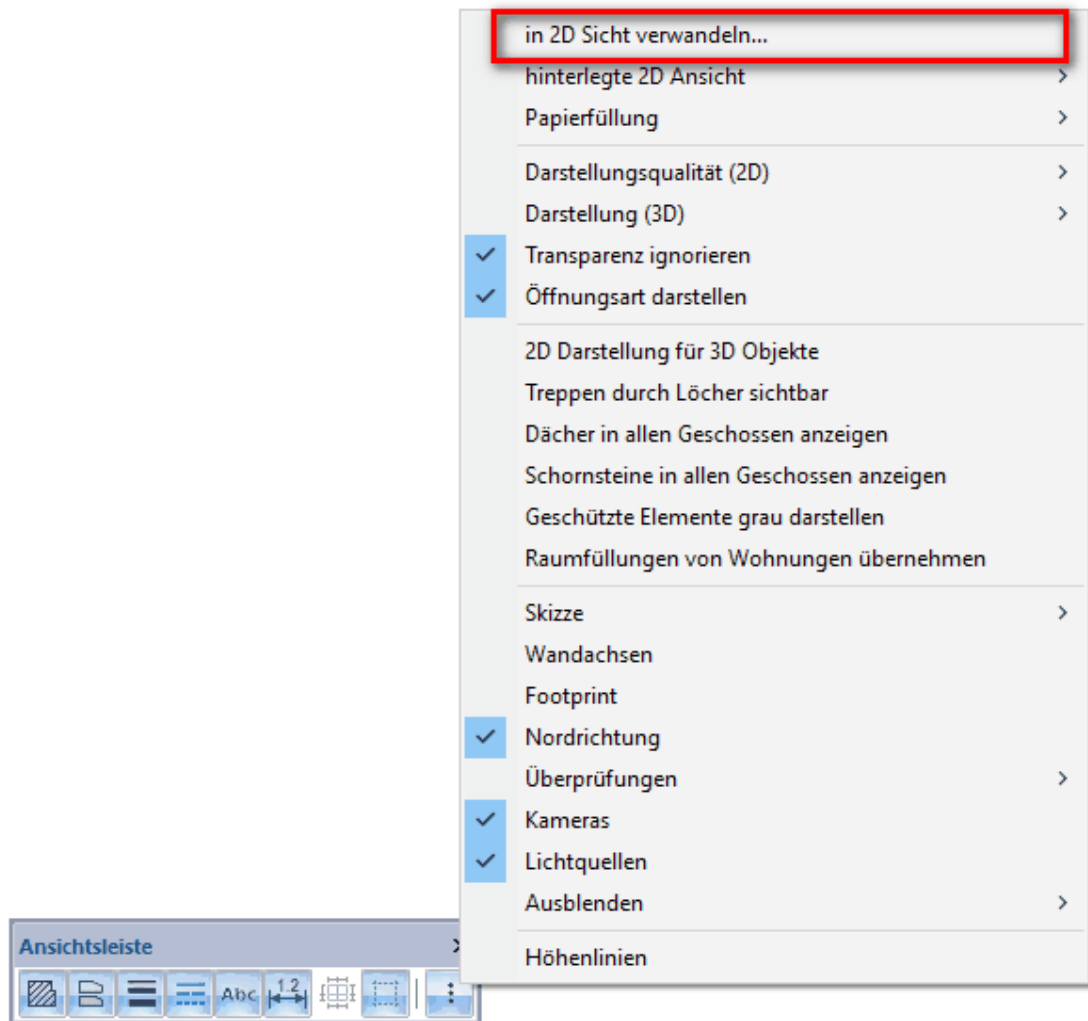 in 2D Sicht verwandeln...
hinterlegte 2D Ansicht
Papierfüllung
Darstellungsqualität (2D)
Darstellung (3D)
Transparenz ignorieren
Öffnungsart darstellen
2D Darstellung für 3D Objekte
Treppen durch Löcher sichtbar
Dächer in allen Geschossen anzeigen
Schornsteine in allen Geschossen anzeigen
Geschützte Elemente grau darstellen
Raumfüllungen von Wohnungen übernehmen
Skizze
Wandachsen
Footprint
Nordrichtung
Überprüfungen
Kameras
Lichtquellen
Ausblenden
Höhenlinien
Ansichtsleiste
Abc 1.2